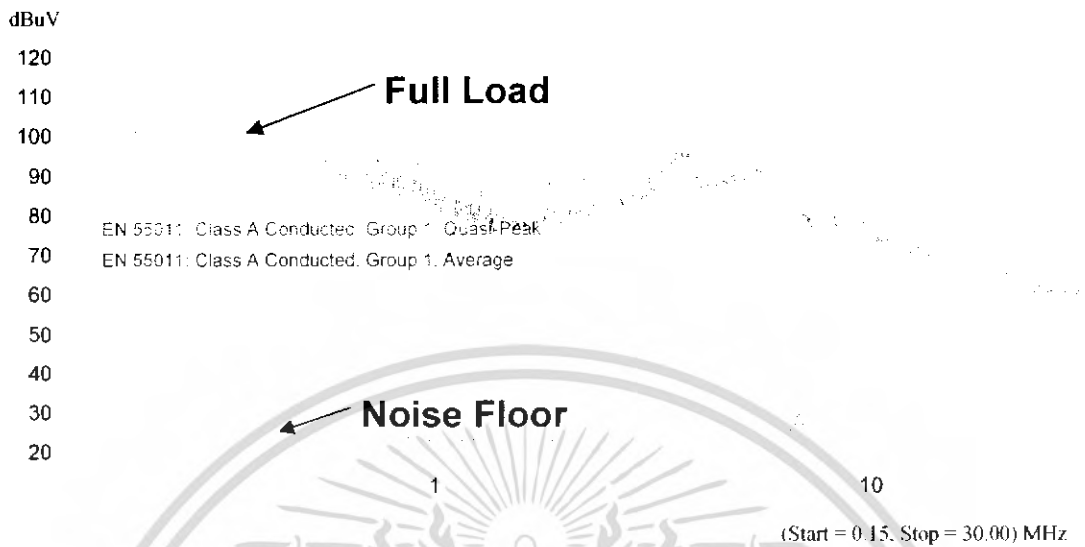 dBuV
120
110
Full Load
100
90
80
EN 55011: Class A Conducted. Group 1. Quasi-Peak
70
EN 55011: Class A Conducted. Group 1. Average
60
50
40
30
Noise Floor
20
1
10
(Start = 0.15, Stop = 30.00) MHz